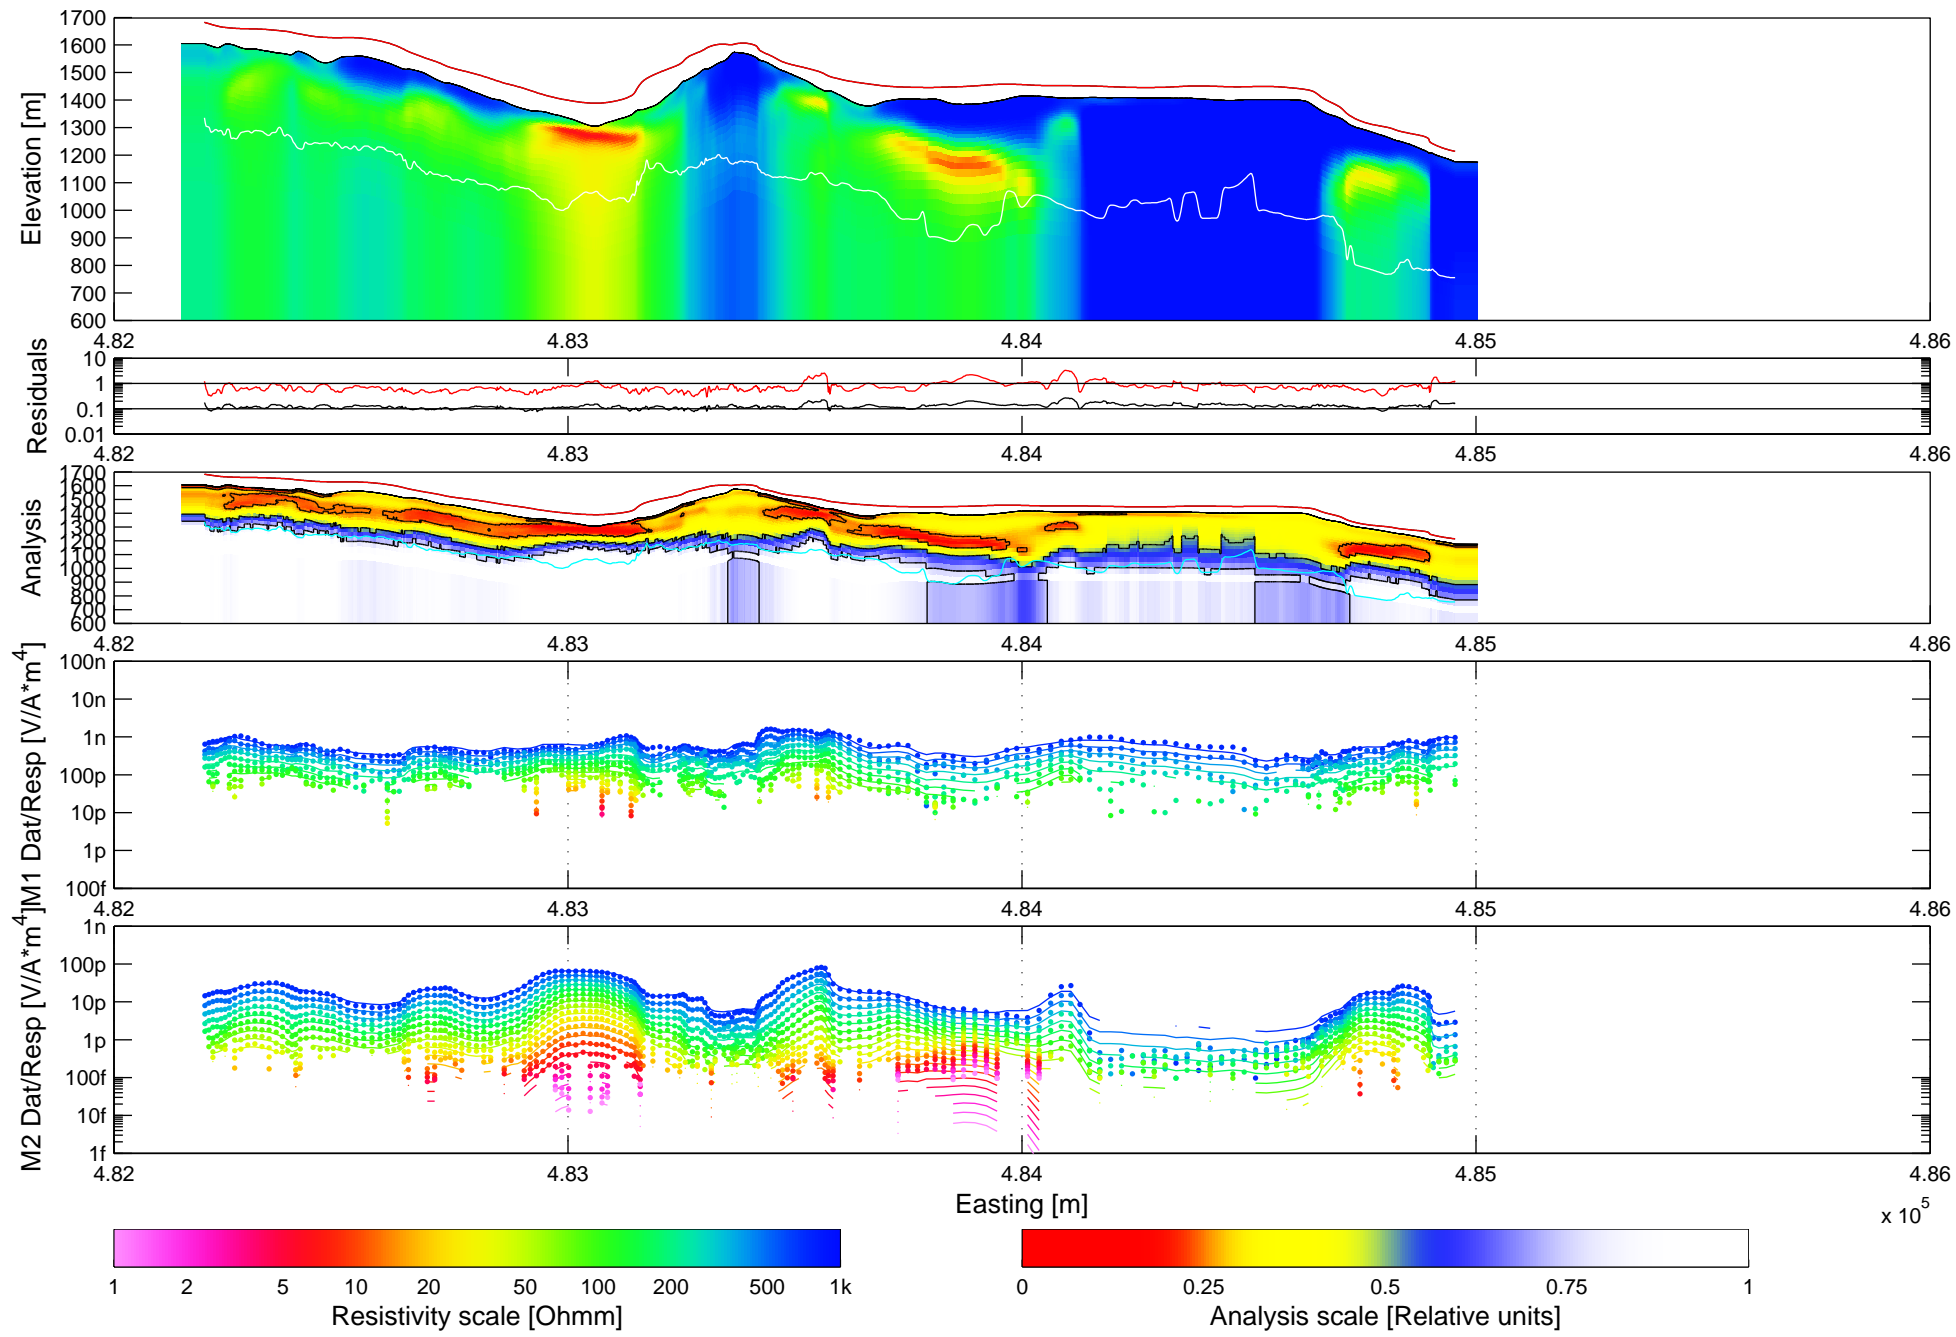 1700
1600
1500
1400
1300
1200
1100
1000
900
800
700
600
Elevation [m]
4.82 4.83 4.84 4.85 4.86
10
1
0.1
0.01
Residuals
4.82 4.83 4.84 4.85 4.86
1700
1600
1500
1400
1300
1200
1100
1000
900
800
700
600
Analysis
4.82 4.83 4.84 4.85 4.86
100n
10n
1n
100p
10p
1p
100f
M1 Dat/Resp [V/A*m^4]
4.82 4.83 4.84 4.85 4.86
1n
100p
10p
1p
100f
10f
1f
M2 Dat/Resp [V/A*m^4]
4.82 4.83 4.84 4.85 4.86
Easting [m]
x 10^5
1 2 5 10 20 50 100 200 500 1k
Resistivity scale [Ohmm]
0 0.25 0.5 0.75 1
Analysis scale [Relative units]